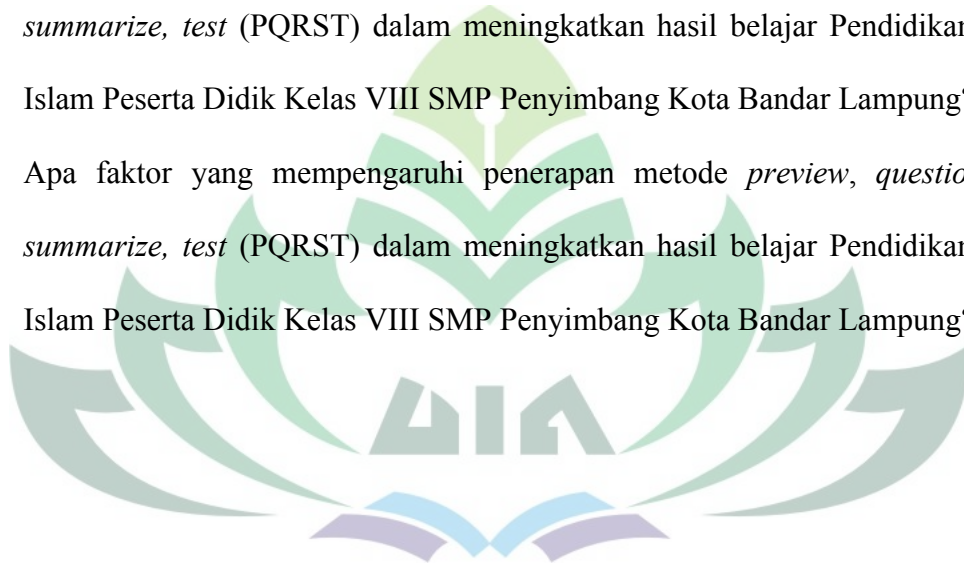 summarize, test (PQRST) dalam meningkatkan hasil belajar Pendidikan
Islam Peserta Didik Kelas VIII SMP Penyimbang Kota Bandar Lampung?
Apa faktor yang mempengaruhi penerapan metode preview, questio
summarize, test (PQRST) dalam meningkatkan hasil belajar Pendidikan
Islam Peserta Didik Kelas VIII SMP Penyimbang Kota Bandar Lampung?
UIN